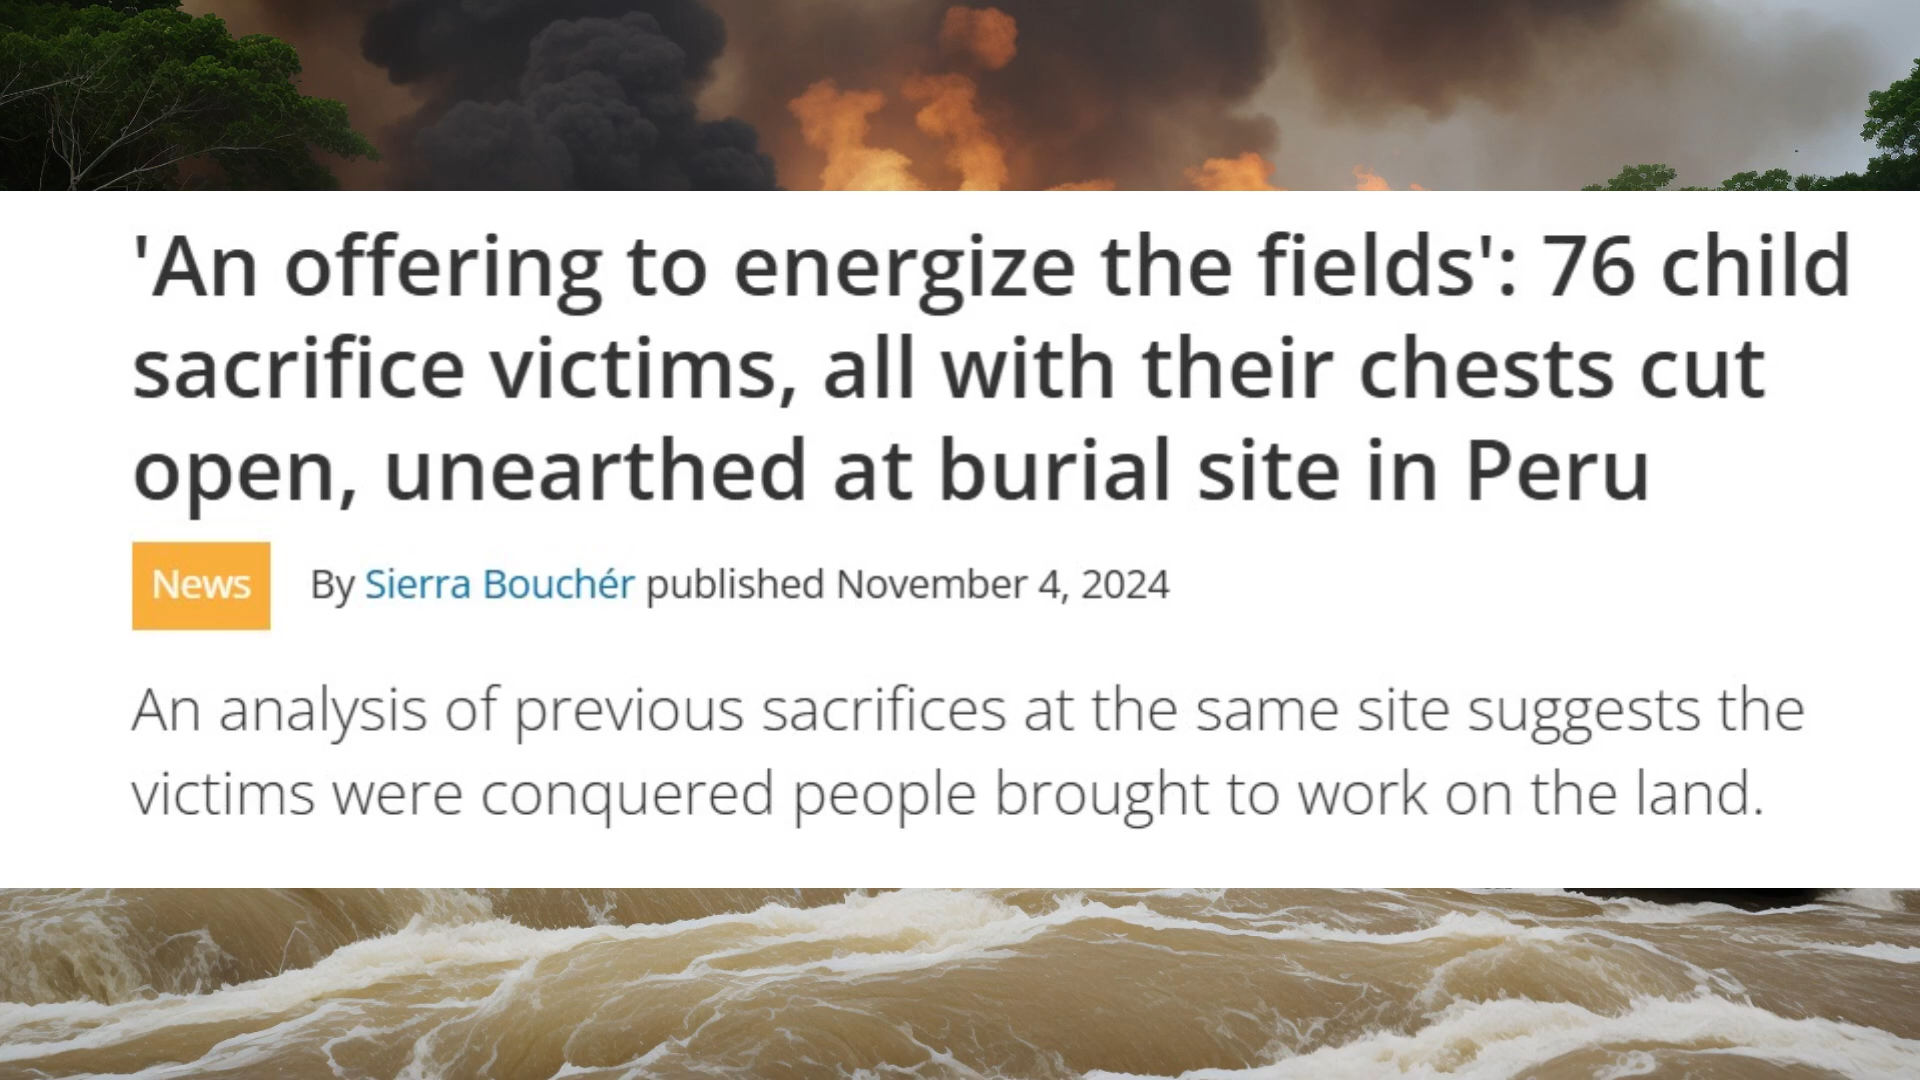 'An offering to energize the fields': 76 child
sacrifice victims, all with their chests cut
open, unearthed at burial site in Peru
News By Sierra Bouchér published November 4, 2024
An analysis of previous sacrifices at the same site suggests the
victims were conquered people brought to work on the land.